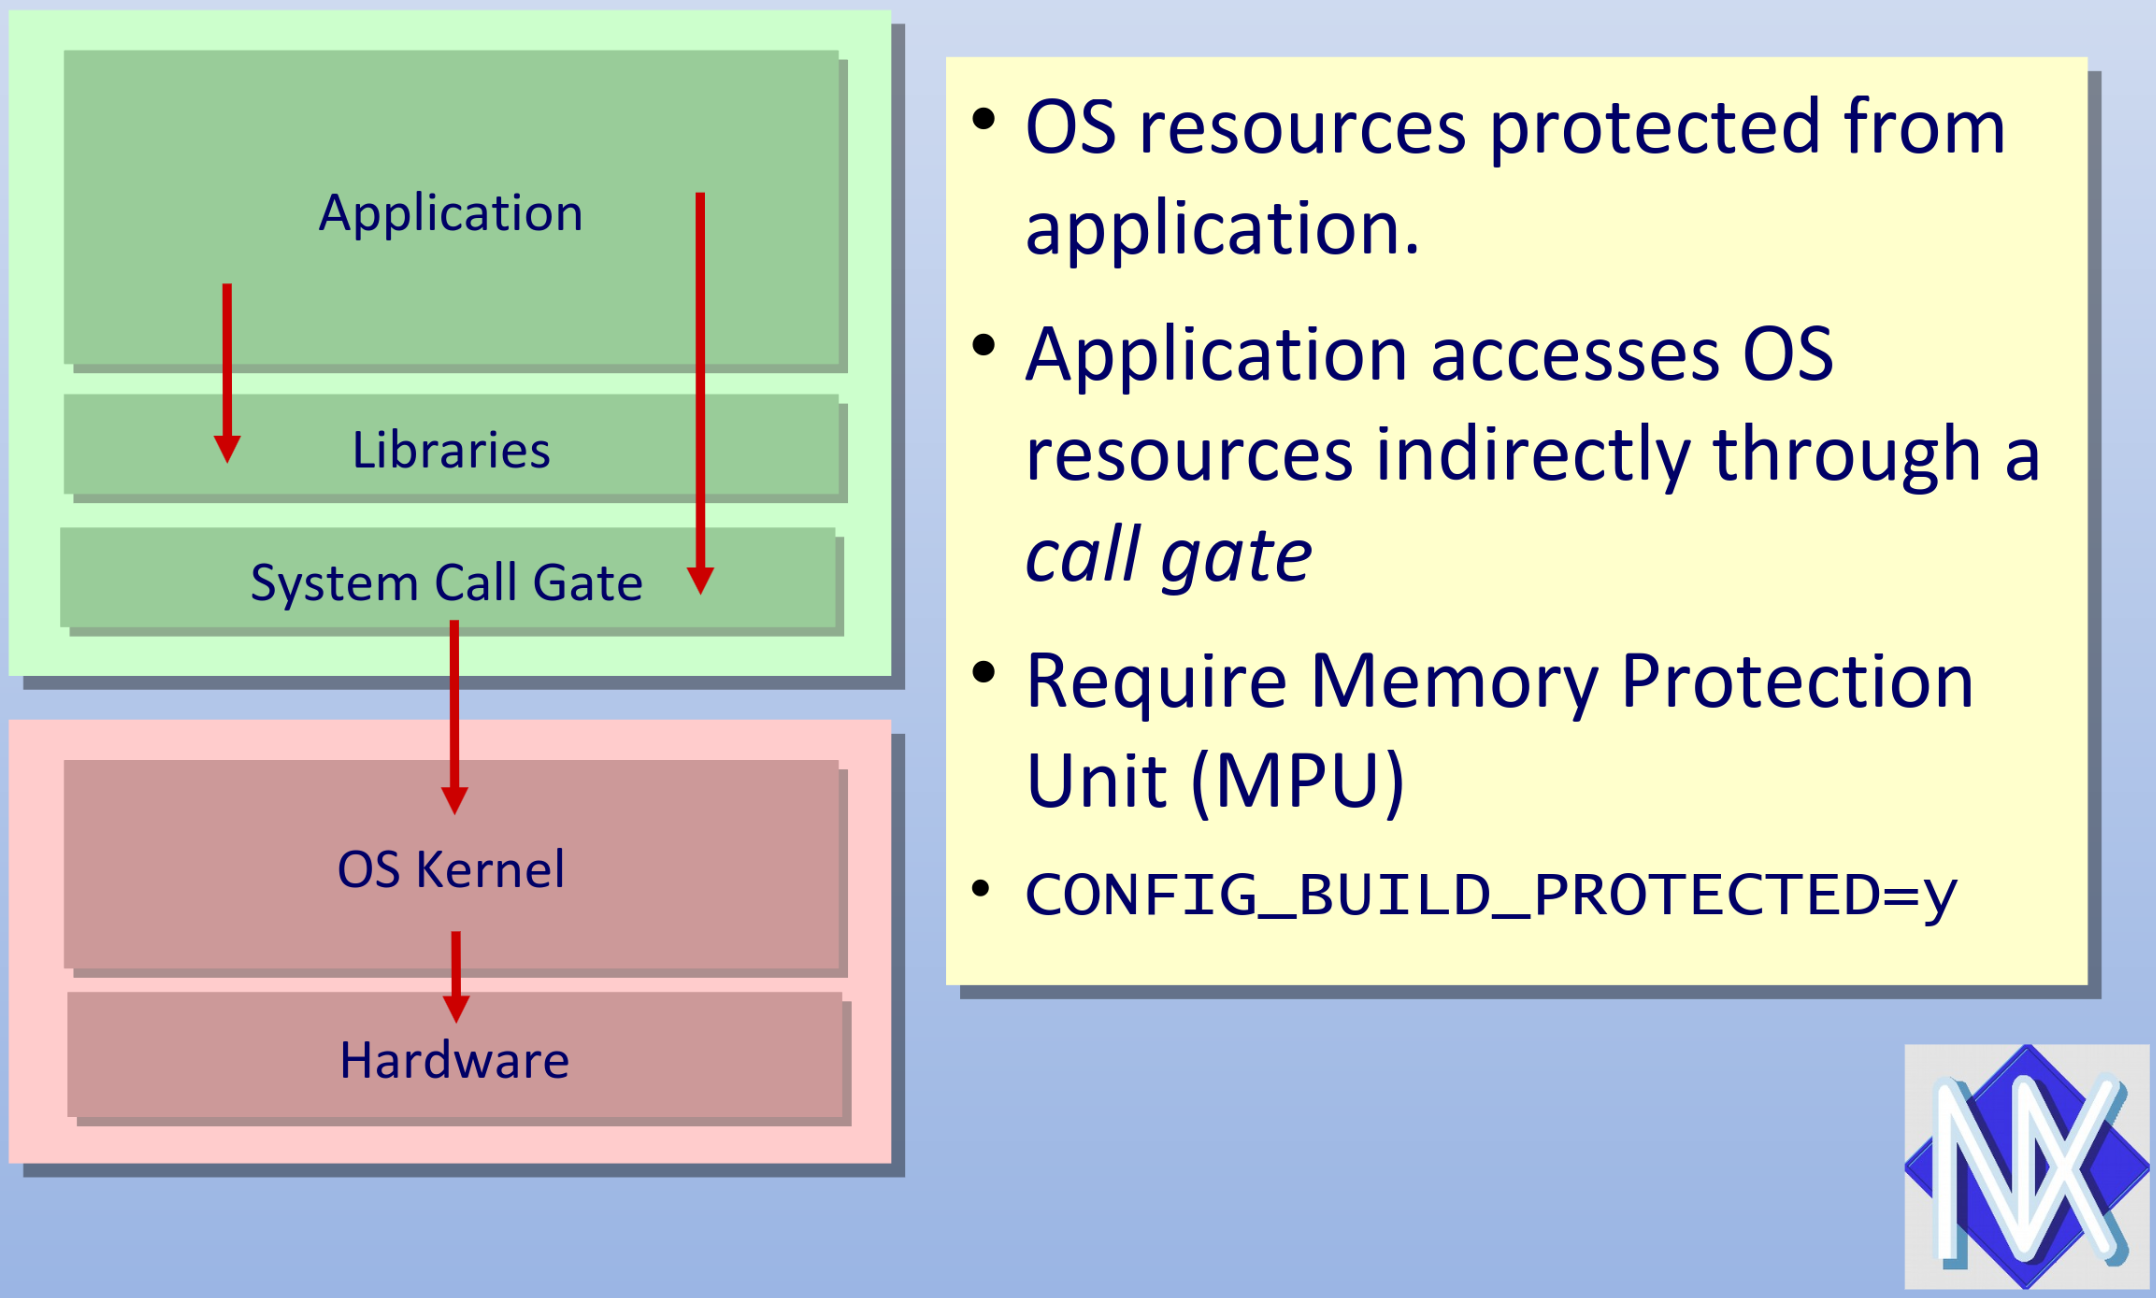 Application
Libraries
System Call Gate
OS Kernel
Hardware
• OS resources protected from
application.
• Application accesses OS
resources indirectly through a
call gate
• Require Memory Protection
Unit (MPU)
• CONFIG_BUILD_PROTECTED=y
NX